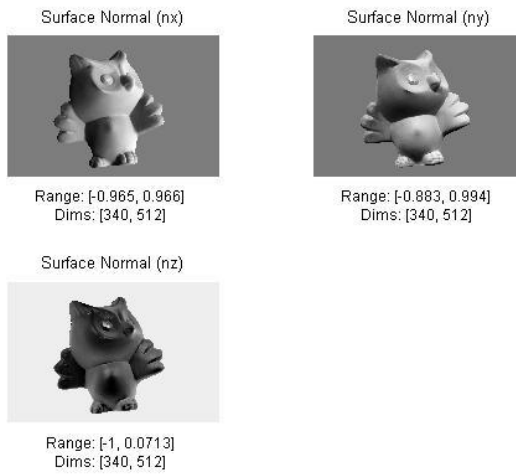 Surface Normal (nx)
Range: [-0.965, 0.966]
Dims: [340, 512]
Surface Normal (ny)
Range: [-0.883, 0.994]
Dims: [340, 512]
Surface Normal (nz)
Range: [-1, 0.0713]
Dims: [340, 512]